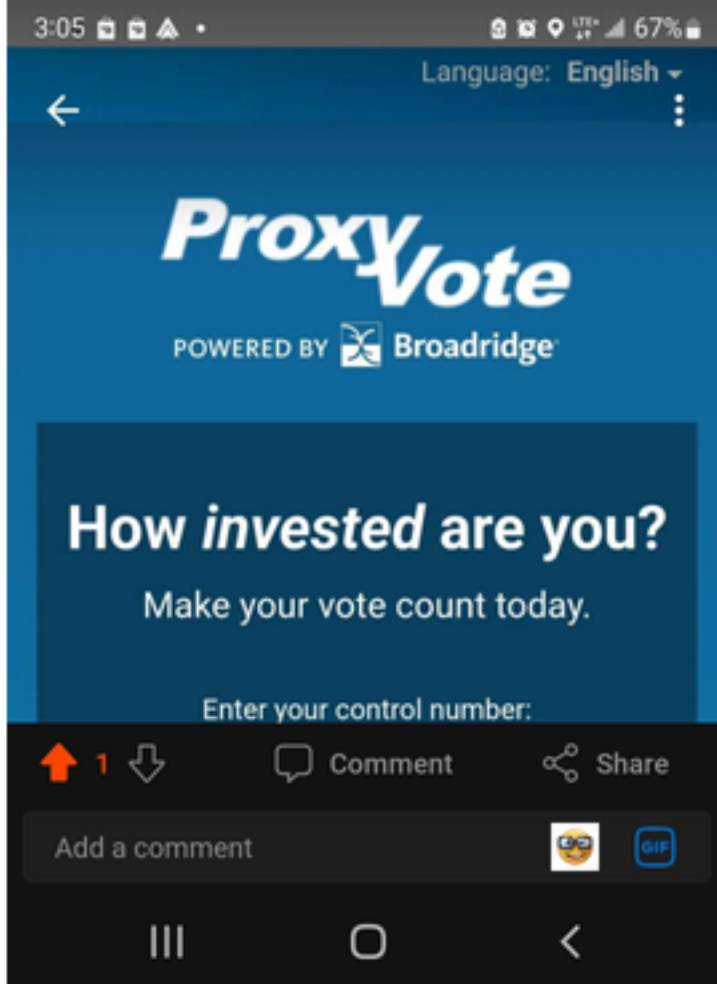 3:05 LTE+ 67%
Language: English
ProxyVote
POWERED BY Broadridge
How invested are you?
Make your vote count today.
Enter your control number:
1 Comment Share
Add a comment GIF